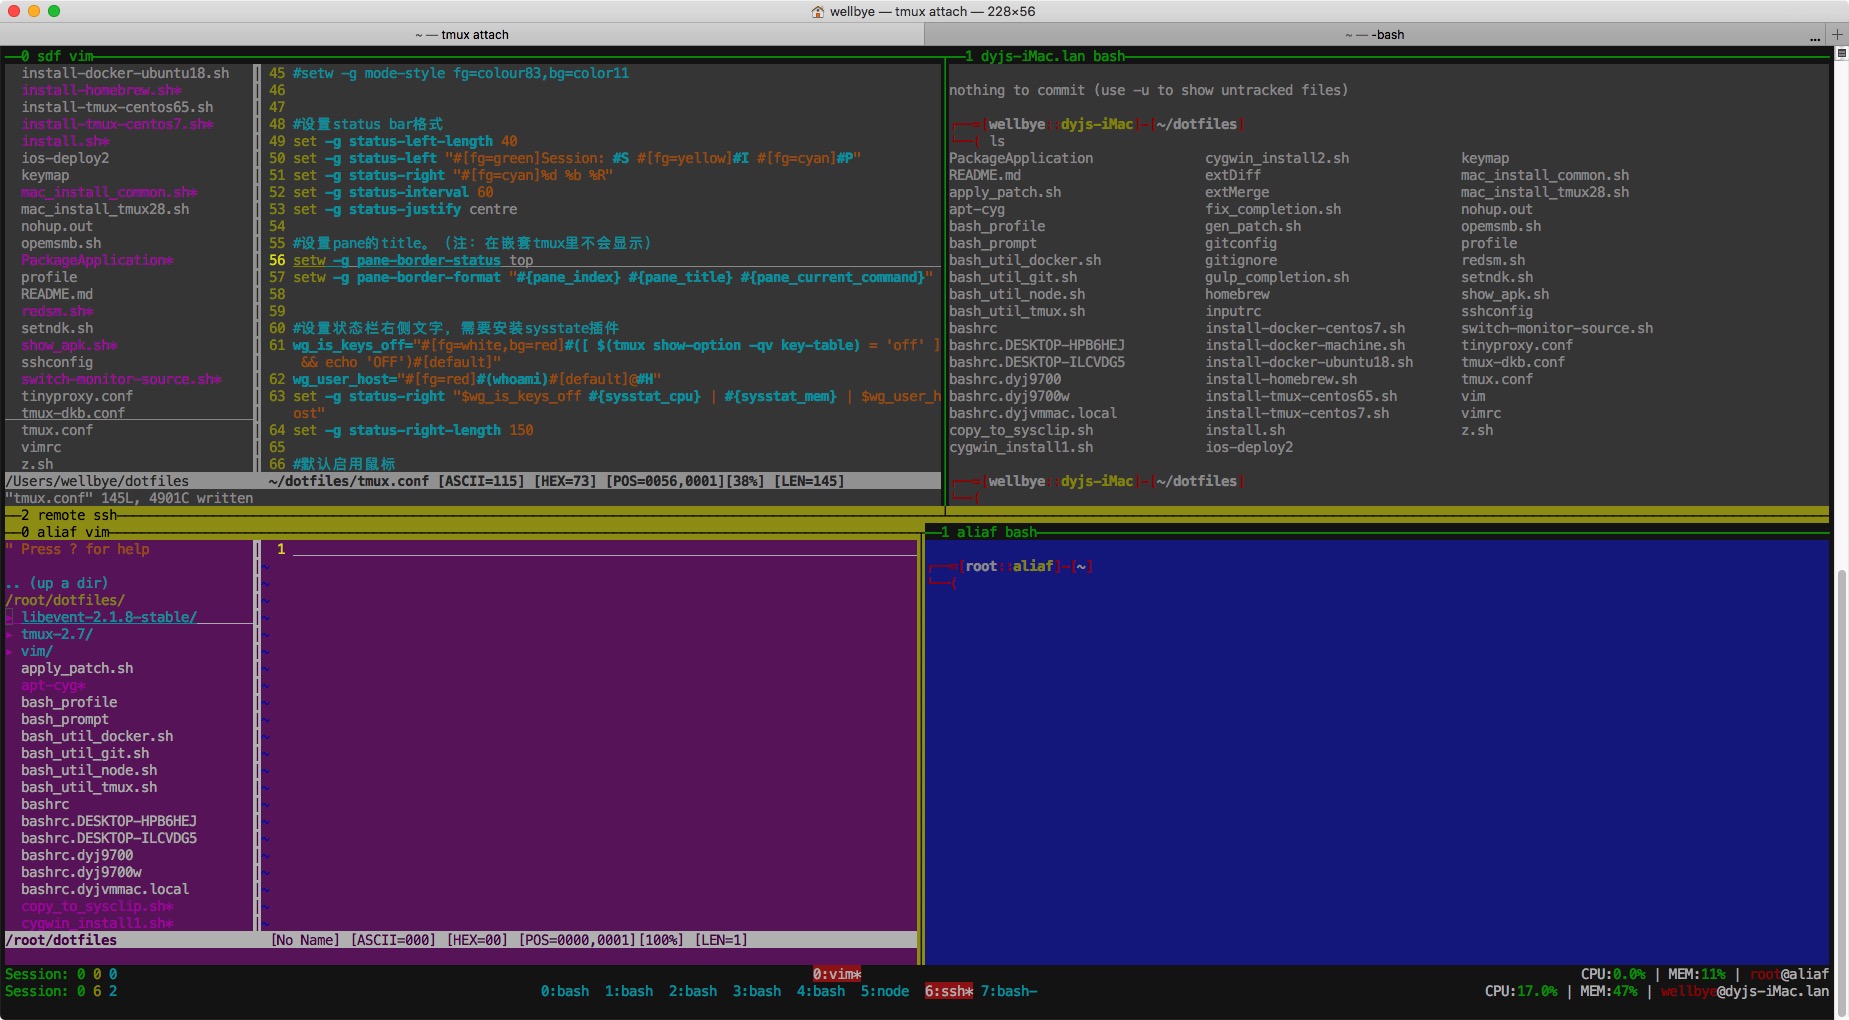 wellbye — tmux attach — 228×56
~ — tmux attach
~ — -bash
... +
0 sdf vim
install-docker-ubuntu18.sh
install-homebrew.sh*
install-tmux-centos65.sh
install-tmux-centos7.sh*
install.sh*
ios-deploy2
keymap
mac_install_common.sh*
mac_install_tmux28.sh
nohup.out
opemsmb.sh
PackageApplication*
profile
README.md
redsm.sh*
setndk.sh
show_apk.sh*
sshconfig
switch-monitor-source.sh*
tinyproxy.conf
tmux-dkb.conf
tmux.conf
vimrc
z.sh
/Users/wellbye/dotfiles
45 #setw -g mode-style fg=colour83,bg=color11
46
47
48 #设置status bar格式
49 set -g status-left-length 40
50 set -g status-left "#[fg=green]Session: #S #[fg=yellow]#I #[fg=cyan]#P"
51 set -g status-right "#[fg=cyan]%d %b %R"
52 set -g status-interval 60
53 set -g status-justify centre
54
55 #设置pane的title。（注：在嵌套tmux里不会显示）
56 setw -g pane-border-status top
57 setw -g pane-border-format "#{pane_index} #{pane_title} #{pane_current_command}"
58
59
60 #设置状态栏右侧文字，需要安装sysstate插件
61 wg_is_keys_off="#[fg=white,bg=red]#([ $(tmux show-option -qv key-table) = 'off' ]
&& echo 'OFF')#[default]"
62 wg_user_host="#[fg=red]#(whoami)#[default]@#H"
63 set -g status-right "$wg_is_keys_off #{sysstat_cpu} | #{sysstat_mem} | $wg_user_h
ost"
64 set -g status-right-length 150
65
66 #默认启用鼠标
~/dotfiles/tmux.conf [ASCII=115] [HEX=73] [POS=0056,0001][38%] [LEN=145]
"tmux.conf" 145L, 4901C written
1 dyjs-iMac.lan bash
nothing to commit (use -u to show untracked files)
[wellbye::dyjs-iMac]-[~/dotfiles]
ls
PackageApplication cygwin_install2.sh keymap
README.md extDiff mac_install_common.sh
apply_patch.sh extMerge mac_install_tmux28.sh
apt-cyg fix_completion.sh nohup.out
bash_profile gen_patch.sh opemsmb.sh
bash_prompt gitconfig profile
bash_util_docker.sh gitignore redsm.sh
bash_util_git.sh gulp_completion.sh setndk.sh
bash_util_node.sh homebrew show_apk.sh
bash_util_tmux.sh inputrc sshconfig
bashrc install-docker-centos7.sh switch-monitor-source.sh
bashrc.DESKTOP-HPB6HEJ install-docker-machine.sh tinyproxy.conf
bashrc.DESKTOP-ILCVDG5 install-docker-ubuntu18.sh tmux-dkb.conf
bashrc.dyj9700 install-homebrew.sh tmux.conf
bashrc.dyj9700w install-tmux-centos65.sh vim
bashrc.dyjvmmac.local install-tmux-centos7.sh vimrc
copy_to_sysclip.sh install.sh z.sh
cygwin_install1.sh ios-deploy2
[wellbye::dyjs-iMac]-[~/dotfiles]
2 remote ssh
0 aliaf vim
" Press ? for help
.. (up a dir)
/root/dotfiles/
▸ libevent-2.1.8-stable/
▸ tmux-2.7/
▸ vim/
apply_patch.sh
apt-cyg*
bash_profile
bash_prompt
bash_util_docker.sh
bash_util_git.sh
bash_util_node.sh
bash_util_tmux.sh
bashrc
bashrc.DESKTOP-HPB6HEJ
bashrc.DESKTOP-ILCVDG5
bashrc.dyj9700
bashrc.dyj9700w
bashrc.dyjvmmac.local
copy_to_sysclip.sh*
cygwin_install1.sh*
/root/dotfiles
1
[No Name] [ASCII=000] [HEX=00] [POS=0000,0001][100%] [LEN=1]
1 aliaf bash
[root::aliaf]-[~]
Session: 0 0 0 0:vim* CPU:0.0% | MEM:11% | root@aliaf
Session: 0 6 2 0:bash 1:bash 2:bash 3:bash 4:bash 5:node 6:ssh* 7:bash- CPU:17.0% | MEM:47% | wellbye@dyjs-iMac.lan